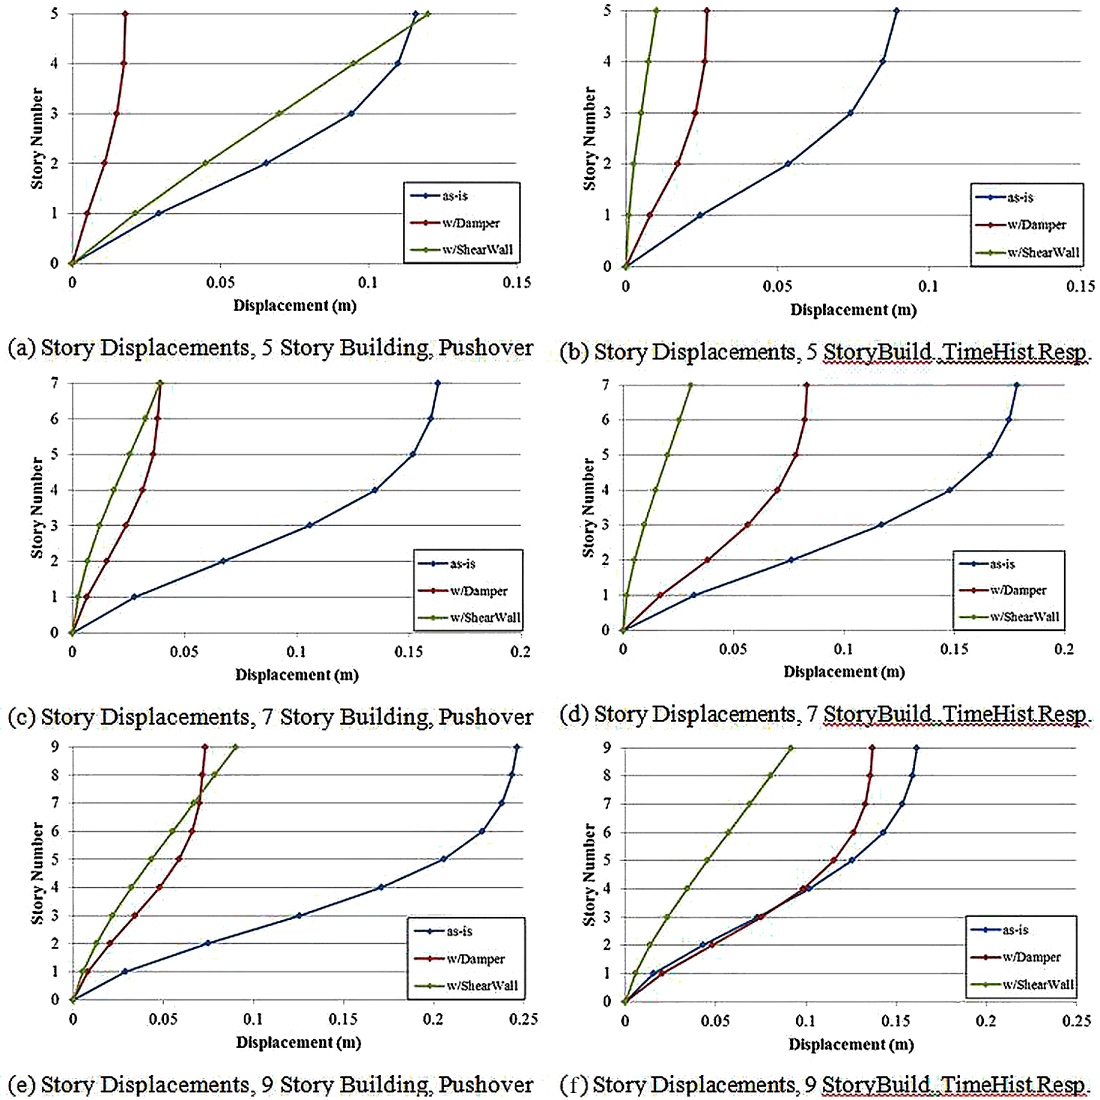 5
4
3
2
1
0
Story Number
0
0.05
0.1
0.15
Displacement (m)
as-is
w/Damper
w/ShearWall
(a) Story Displacements, 5 Story Building, Pushover
5
4
3
2
1
0
Story Number
0
0.05
0.1
0.15
Displacement (m)
as-is
w/Damper
w/ShearWall
(b) Story Displacements, 5 StoryBuild..TimeHist.Resp.
7
6
5
4
3
2
1
0
Story Number
0
0.05
0.1
0.15
0.2
Displacement (m)
as-is
w/Damper
w/ShearWall
(c) Story Displacements, 7 Story Building, Pushover
7
6
5
4
3
2
1
0
Story Number
0
0.05
0.1
0.15
0.2
Displacement (m)
as-is
w/Damper
w/ShearWall
(d) Story Displacements, 7 StoryBuild..TimeHist.Resp.
9
8
7
6
5
4
3
2
1
0
Story Number
0
0.05
0.1
0.15
0.2
0.25
Displacement (m)
as-is
w/Damper
w/ShearWall
(e) Story Displacements, 9 Story Building, Pushover
9
8
7
6
5
4
3
2
1
0
Story Number
0
0.05
0.1
0.15
0.2
0.25
Displacement (m)
as-is
w/Damper
w/ShearWall
(f) Story Displacements, 9 StoryBuild..TimeHist.Resp.